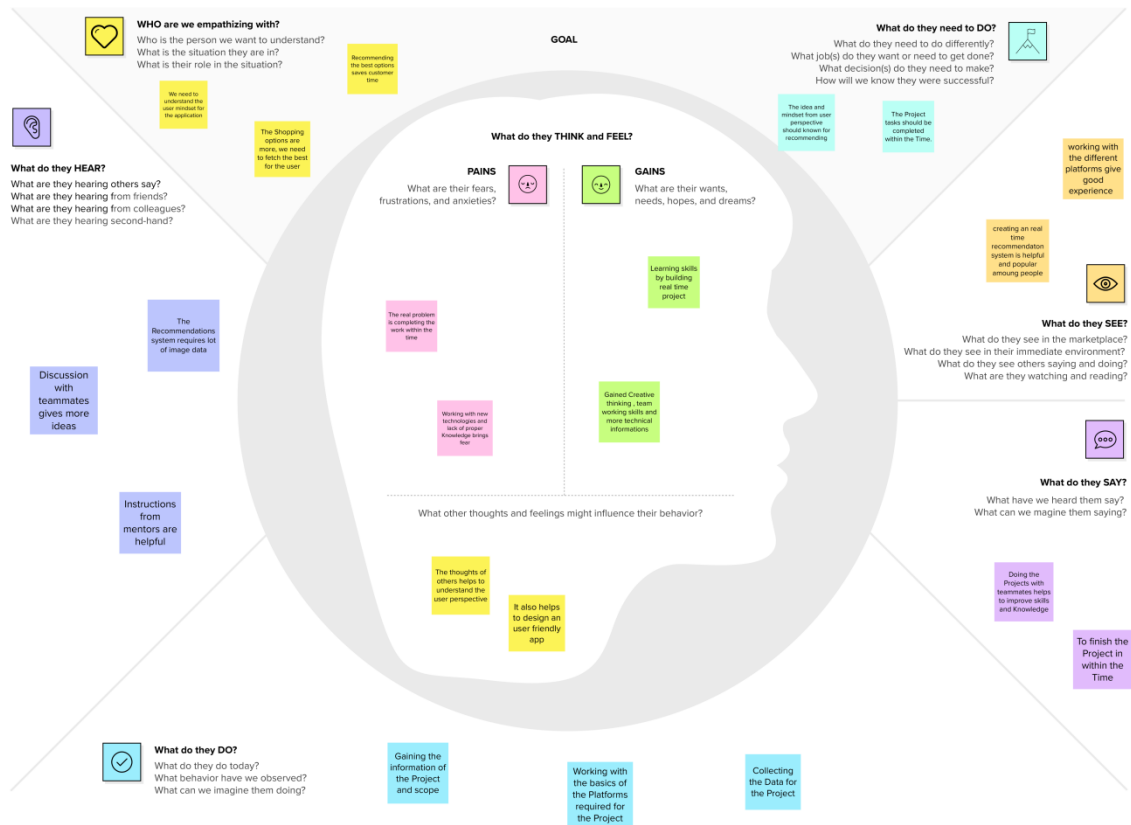 WHO are we empathizing with?
Who is the person we want to understand?
What is the situation they are in?
What is their role in the situation?
We need to
understand the
user mindset for
the application
The Shopping
options are
more, we need
to fetch the best
for the user
Recommending
the best options
saves customer
time
GOAL
What do they need to DO?
What do they need to do differently?
What job(s) do they want or need to get done?
What decision(s) do they need to make?
How will we know they were successful?
The idea and
mindset from user
perspective
should known for
recommending
The Project
tasks should be
completed
within the Time.
What do they HEAR?
What are they hearing others say?
What are they hearing from friends?
What are they hearing from colleagues?
What are they hearing second-hand?
The
Recommendations
system requires lot
of image data
Discussion
with
teammates
gives more
ideas
Instructions
from
mentors are
helpful
What do they THINK and FEEL?
PAINS
What are their fears,
frustrations, and anxieties?
The real problem
is completing the
work within the
time
Working with new
technologies and
lack of proper
Knowledge brings
fear
GAINS
What are their wants,
needs, hopes, and dreams?
Learning skills
by building
real time
project
Gained Creative
thinking , team
working skills and
more technical
informations
What other thoughts and feelings might influence their behavior?
The thoughts of
others helps to
understand the
user perspective
It also helps
to design an
user friendly
app
working with
the different
platforms give
good
experience
creating an real
time
recommendaton
system is helpful
and popular
amoung people
What do they SEE?
What do they see in the marketplace?
What do they see in their immediate environment?
What do they see others saying and doing?
What are they watching and reading?
What do they SAY?
What have we heard them say?
What can we magine them saying?
Doing the
Projects with
teammates helps
to improve skills
and Knowledge
To finish the
Project in
within the
Time
What do they DO?
What do they do today?
What behavior have we observed?
What can we imagine them doing?
Gaining the
information of
the Project
and scope
Working with
the basics of
the Platforms
required for
the Project
Collecting
the Data for
the Project